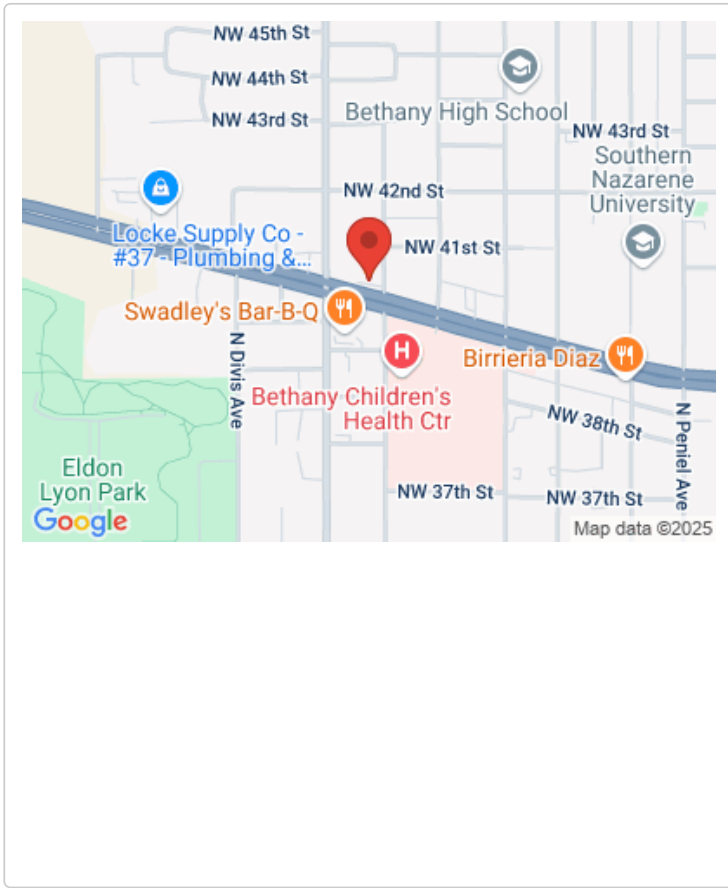 NW 45th St
NW 44th St
NW 43rd St
Bethany High School
NW 43rd St
Southern
Nazarene
University
NW 42nd St
Locke Supply Co -
#37 - Plumbing &...
NW 41st St
Swadley's Bar-B-Q
N Divis Ave
H
Birrieria Diaz
Bethany Children's
Health Ctr
NW 38th St
N Peniel Ave
Eldon
Lyon Park
NW 37th St
NW 37th St
Google
Map data ©2025